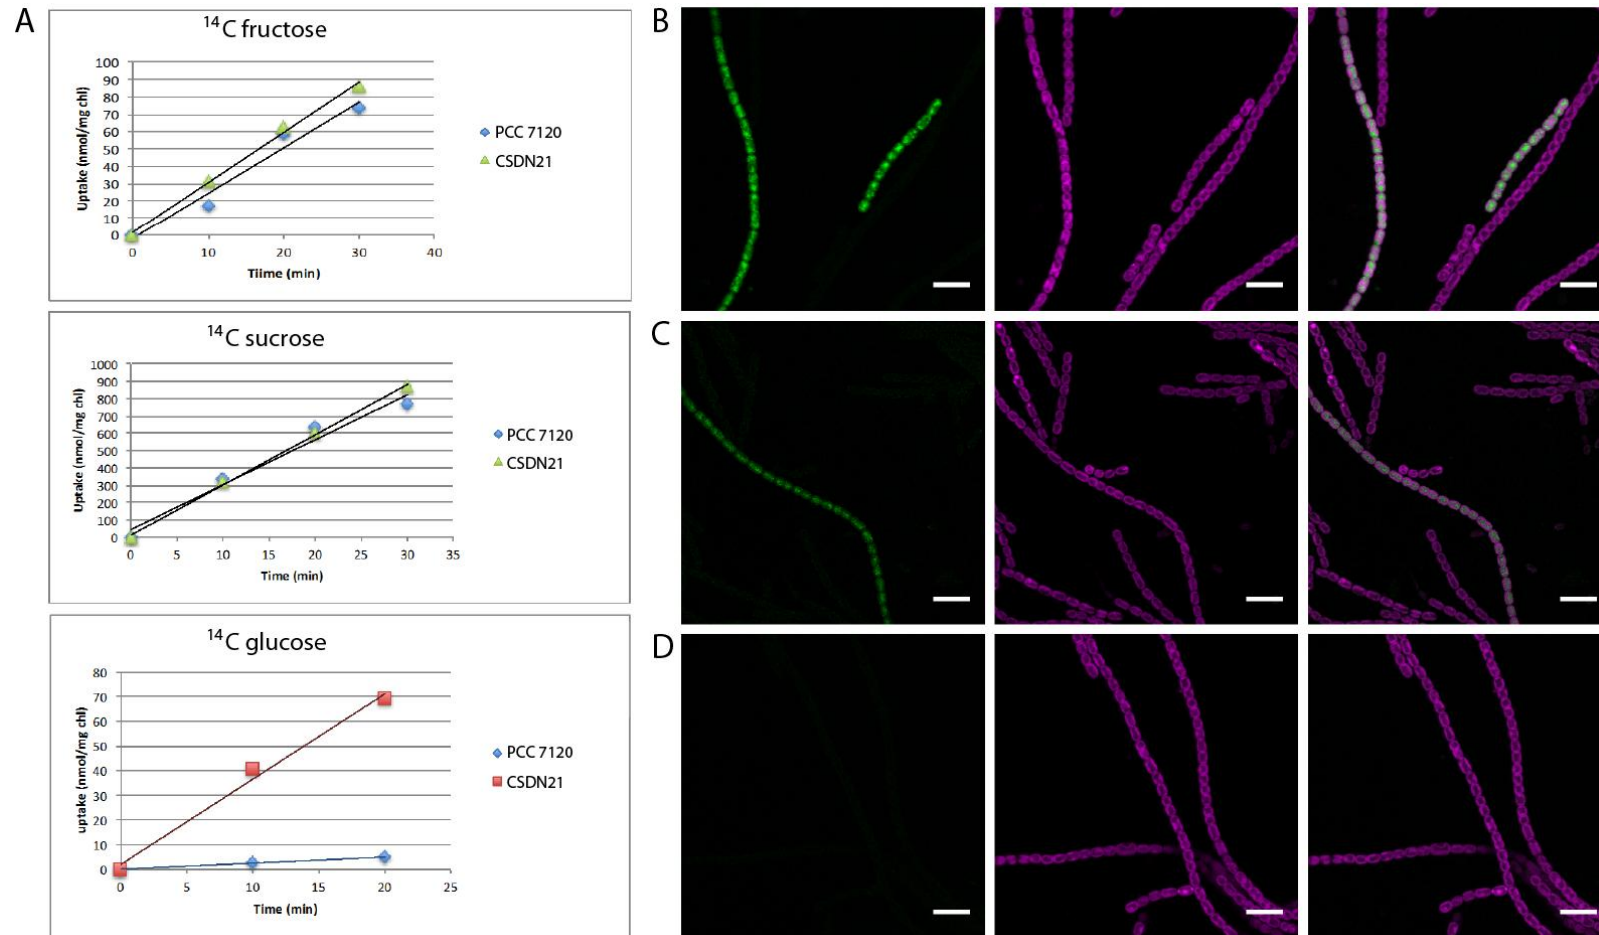 A
¹⁴C fructose
Uptake (nmol/mg chl)
100
90
80
70
60
50
40
30
20
10
0
0 10 20 30 40
Tiime (min)
PCC 7120
CSDN21
¹⁴C sucrose
Uptake (nmol/mg chl)
1000
900
800
700
600
500
400
300
200
100
0
0 5 10 15 20 25 30 35
Time (min)
PCC 7120
CSDN21
¹⁴C glucose
uptake (nmol/mg chl)
80
70
60
50
40
30
20
10
0
0 5 10 15 20 25
Time (min)
PCC 7120
CSDN21
B
C
D